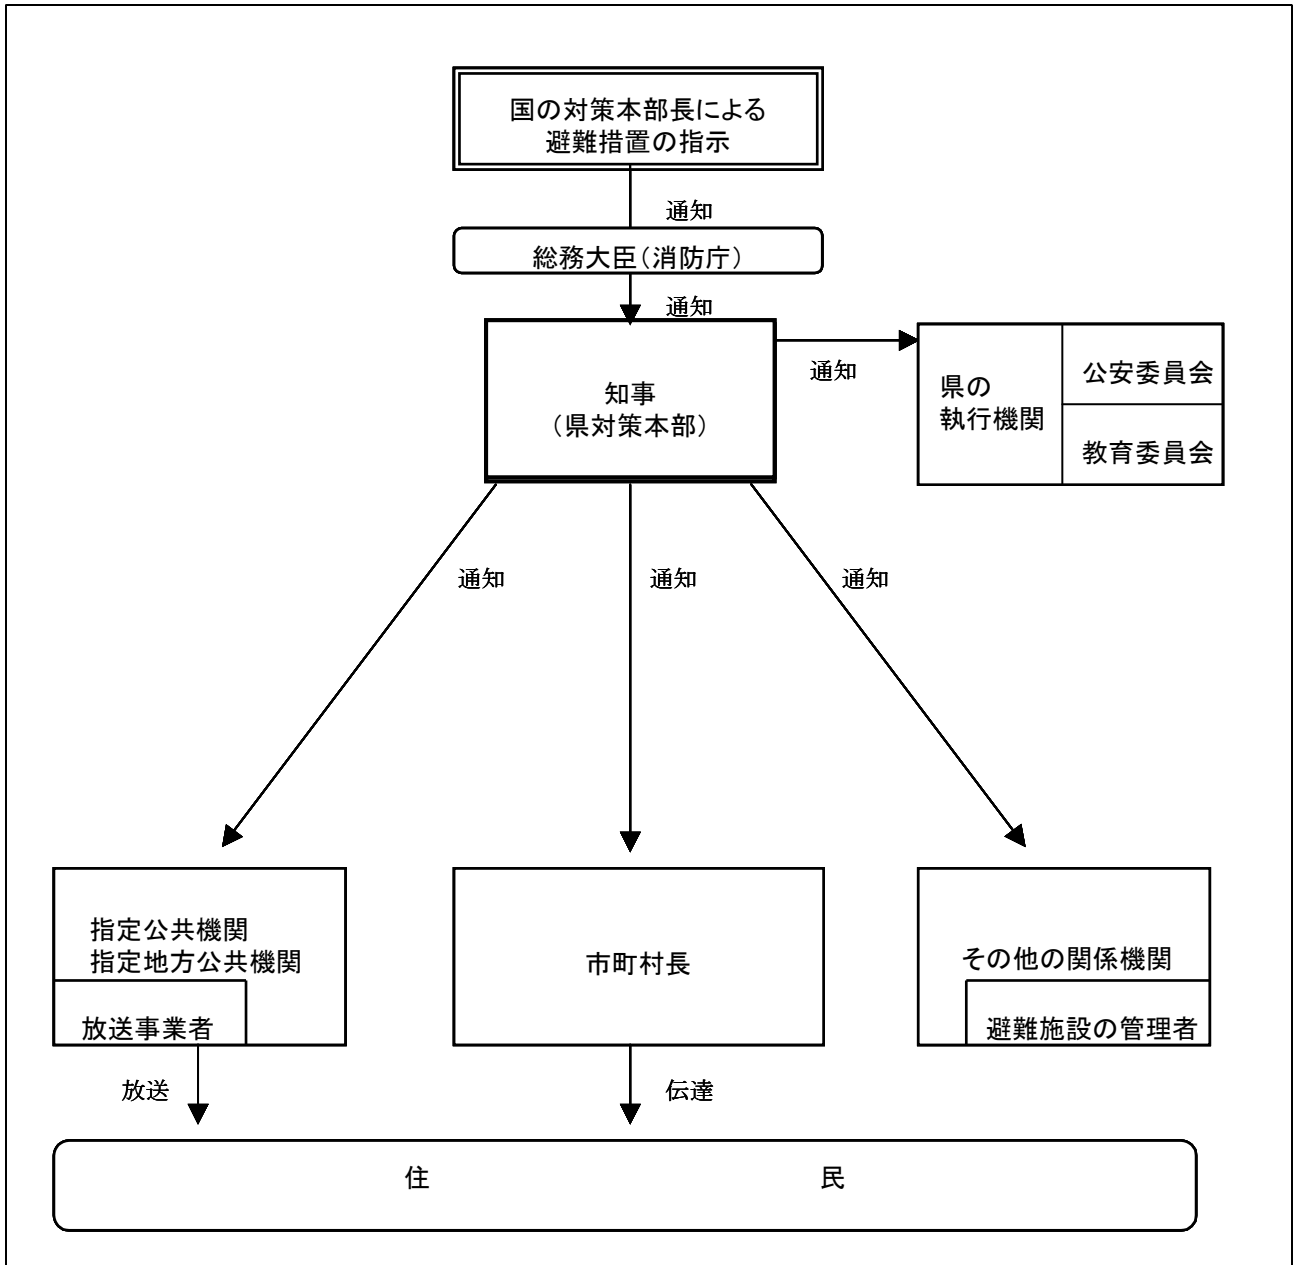 国の対策本部長による
避難措置の指示
通知
総務大臣（消防庁）
通知
知事
（県対策本部）
通知
県の
執行機関
公安委員会
教育委員会
通知
通知
通知
指定公共機関
指定地方公共機関
放送事業者
市町村長
その他の関係機関
避難施設の管理者
放送
伝達
住 民